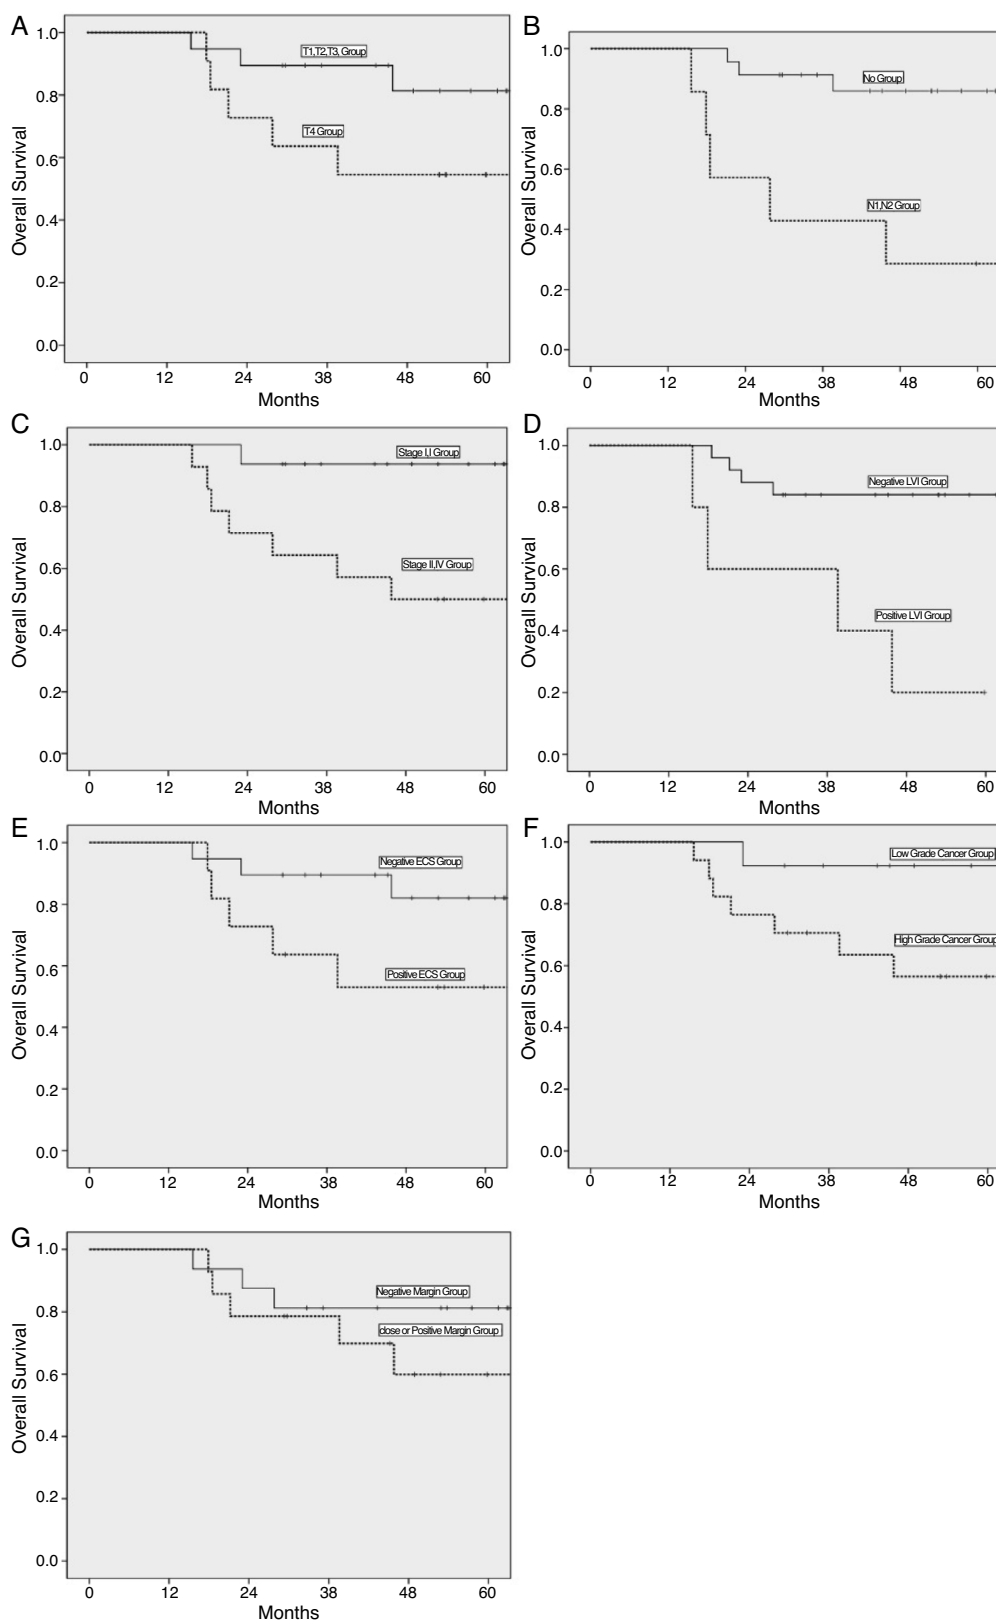 A
1.0
0.8
0.6
0.4
0.2
0.0
Overall Survival
T1,T2,T3, Group
T4 Group
0 12 24 38 48 60
Months
B
1.0
0.8
0.6
0.4
0.2
0.0
Overall Survival
No Group
N1,N2 Group
0 12 24 38 48 60
Months
C
1.0
0.8
0.6
0.4
0.2
0.0
Overall Survival
Stage I,I Group
Stage II,IV Group
0 12 24 38 48 60
Months
D
1.0
0.8
0.6
0.4
0.2
0.0
Overall Survival
Negative LVI Group
Positive LVI Group
0 12 24 38 48 60
Months
E
1.0
0.8
0.6
0.4
0.2
0.0
Overall Survival
Negative ECS Group
Positive ECS Group
0 12 24 38 48 60
Months
F
1.0
0.8
0.6
0.4
0.2
0.0
Overall Survival
Low Grade Cancer Group
High Grade Cancer Group
0 12 24 38 48 60
Months
G
1.0
0.8
0.6
0.4
0.2
0.0
Overall Survival
Negative Margin Group
close or Positive Margin Group
0 12 24 38 48 60
Months